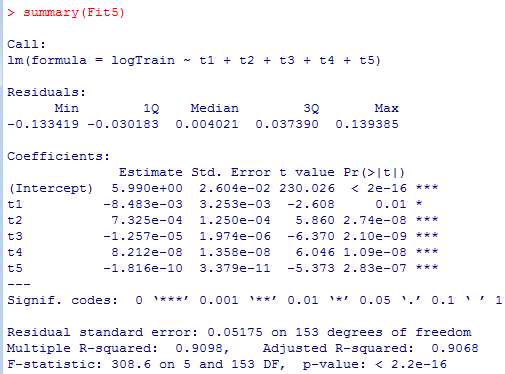 > summary(Fit5)
Call:
lm(formula = logTrain ~ t1 + t2 + t3 + t4 + t5)
Residuals:
      Min        1Q    Median        3Q       Max
-0.133419 -0.030183  0.004021  0.037390  0.139385
Coefficients:
              Estimate Std. Error t value Pr(>|t|)
(Intercept)  5.990e+00  2.604e-02 230.026  < 2e-16 ***
t1          -8.483e-03  3.253e-03  -2.608     0.01 *
t2           7.325e-04  1.250e-04   5.860 2.74e-08 ***
t3          -1.257e-05  1.974e-06  -6.370 2.10e-09 ***
t4           8.212e-08  1.358e-08   6.046 1.09e-08 ***
t5          -1.816e-10  3.379e-11  -5.373 2.83e-07 ***
---
Signif. codes:  0 ‘***’ 0.001 ‘**’ 0.01 ‘*’ 0.05 ‘.’ 0.1 ‘ ’ 1
Residual standard error: 0.05175 on 153 degrees of freedom
Multiple R-squared:  0.9098,    Adjusted R-squared:  0.9068
F-statistic: 308.6 on 5 and 153 DF,  p-value: < 2.2e-16